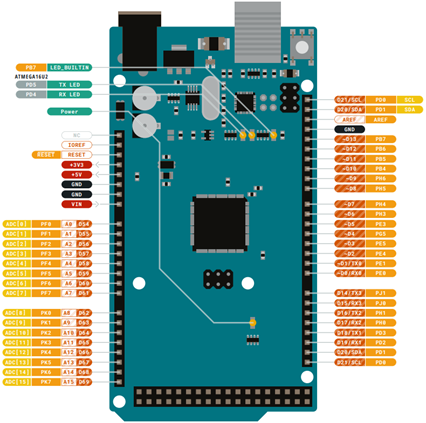 PB7 LED_BUILTIN
ATMEGA16U2
PD5 TX LED
PD4 RX LED
Power
NC
IOREF
RESET RESET
+3V3
+5V
GND
GND
VIN
ADC[0] PF0 A0 D54
ADC[1] PF1 A1 D55
ADC[2] PF2 A2 D56
ADC[3] PF3 A3 D57
ADC[4] PF4 A4 D58
ADC[5] PF5 A5 D59
ADC[6] PF6 A6 D60
ADC[7] PF7 A7 D61
ADC[8] PK0 A8 D62
ADC[9] PK1 A9 D63
ADC[10] PK2 A10 D64
ADC[11] PK3 A11 D65
ADC[12] PK4 A12 D66
ADC[13] PK5 A13 D67
ADC[14] PK6 A14 D68
ADC[15] PK7 A15 D69
D21/SCL PD0 SCL
D20/SDA PD1 SDA
AREF AREF
GND
~D13 PB7
~D12 PB6
~D11 PB5
~D10 PB4
~D9 PH6
~D8 PH5
~D7 PH4
~D6 PH3
~D5 PE3
~D4 PG5
~D3 PE5
~D2 PE4
~D1/TX0 PE1
~D0/RX0 PE0
D14/TX3 PJ1
D15/RX3 PJ0
D16/TX2 PH1
D17/RX2 PH0
D18/TX1 PD3
D19/RX1 PD2
D20/SDA PD1
D21/SCL PD0